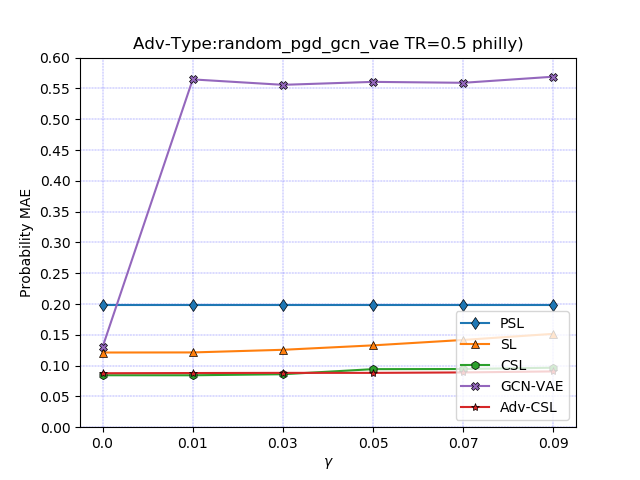 Adv-Type:random_pgd_gcn_vae TR=0.5 philly)
Probability MAE
0.60
0.55
0.50
0.45
0.40
0.35
0.30
0.25
0.20
0.15
0.10
0.05
0.00
PSL
SL
CSL
GCN-VAE
Adv-CSL
0.0 0.01 0.03 0.05 0.07 0.09
γ